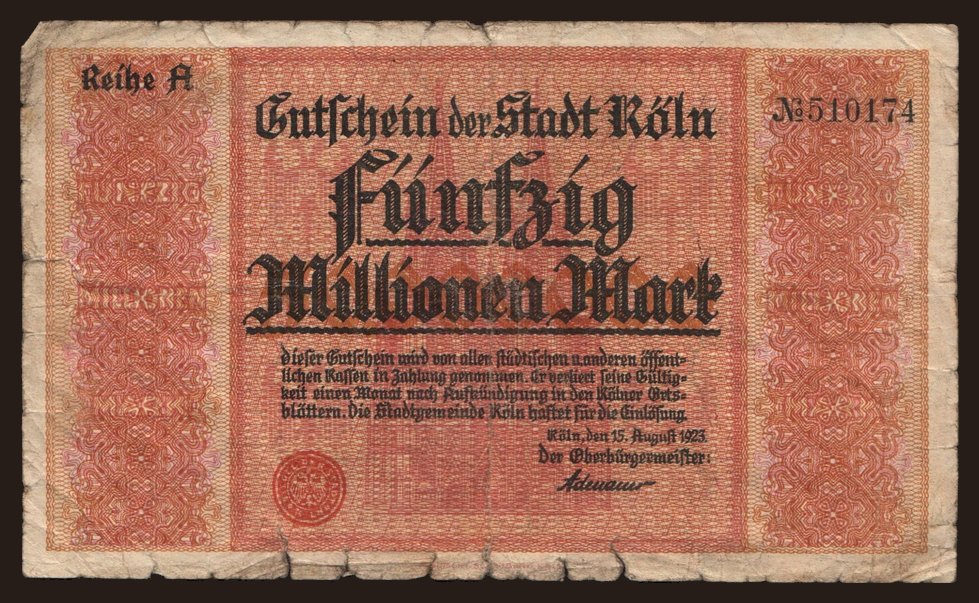 Reihe A
№510174
Gutschein der Stadt Köln
Fünfzig
Millionen Mark
Dieser Gutschein wird von allen städtischen u. anderen öffent-
lichen Kassen in Zahlung genommen. Er verliert seine Gültig-
keit einen Monat nach Aufkündigung in den Kölner Orts-
blättern. Die Stadtgemeinde Köln haftet für die Einlösung.
Köln, den 15. August 1923.
Der Oberbürgermeister:
Adenauer